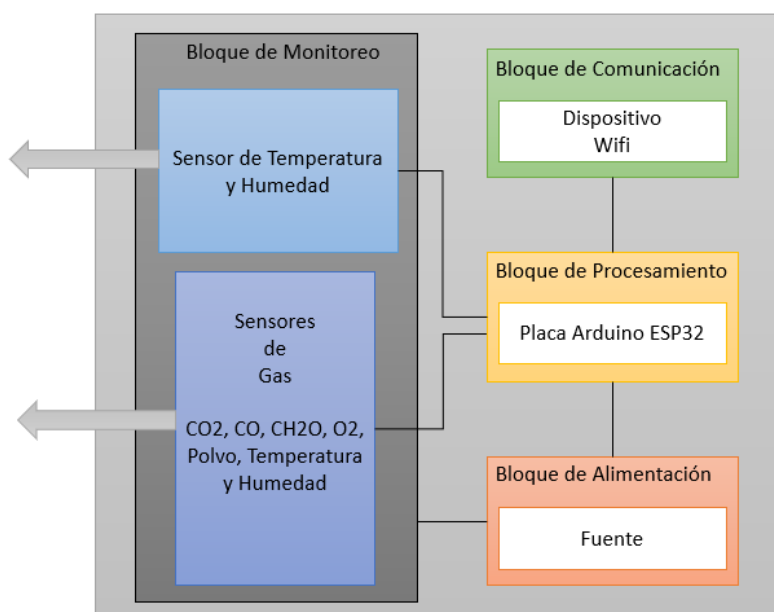 Bloque de Monitoreo
Sensor de Temperatura
y Humedad
Sensores
de
Gas
CO2, CO, CH2O, O2,
Polvo, Temperatura
y Humedad
Bloque de Comunicación
Dispositivo
Wifi
Bloque de Procesamiento
Placa Arduino ESP32
Bloque de Alimentación
Fuente